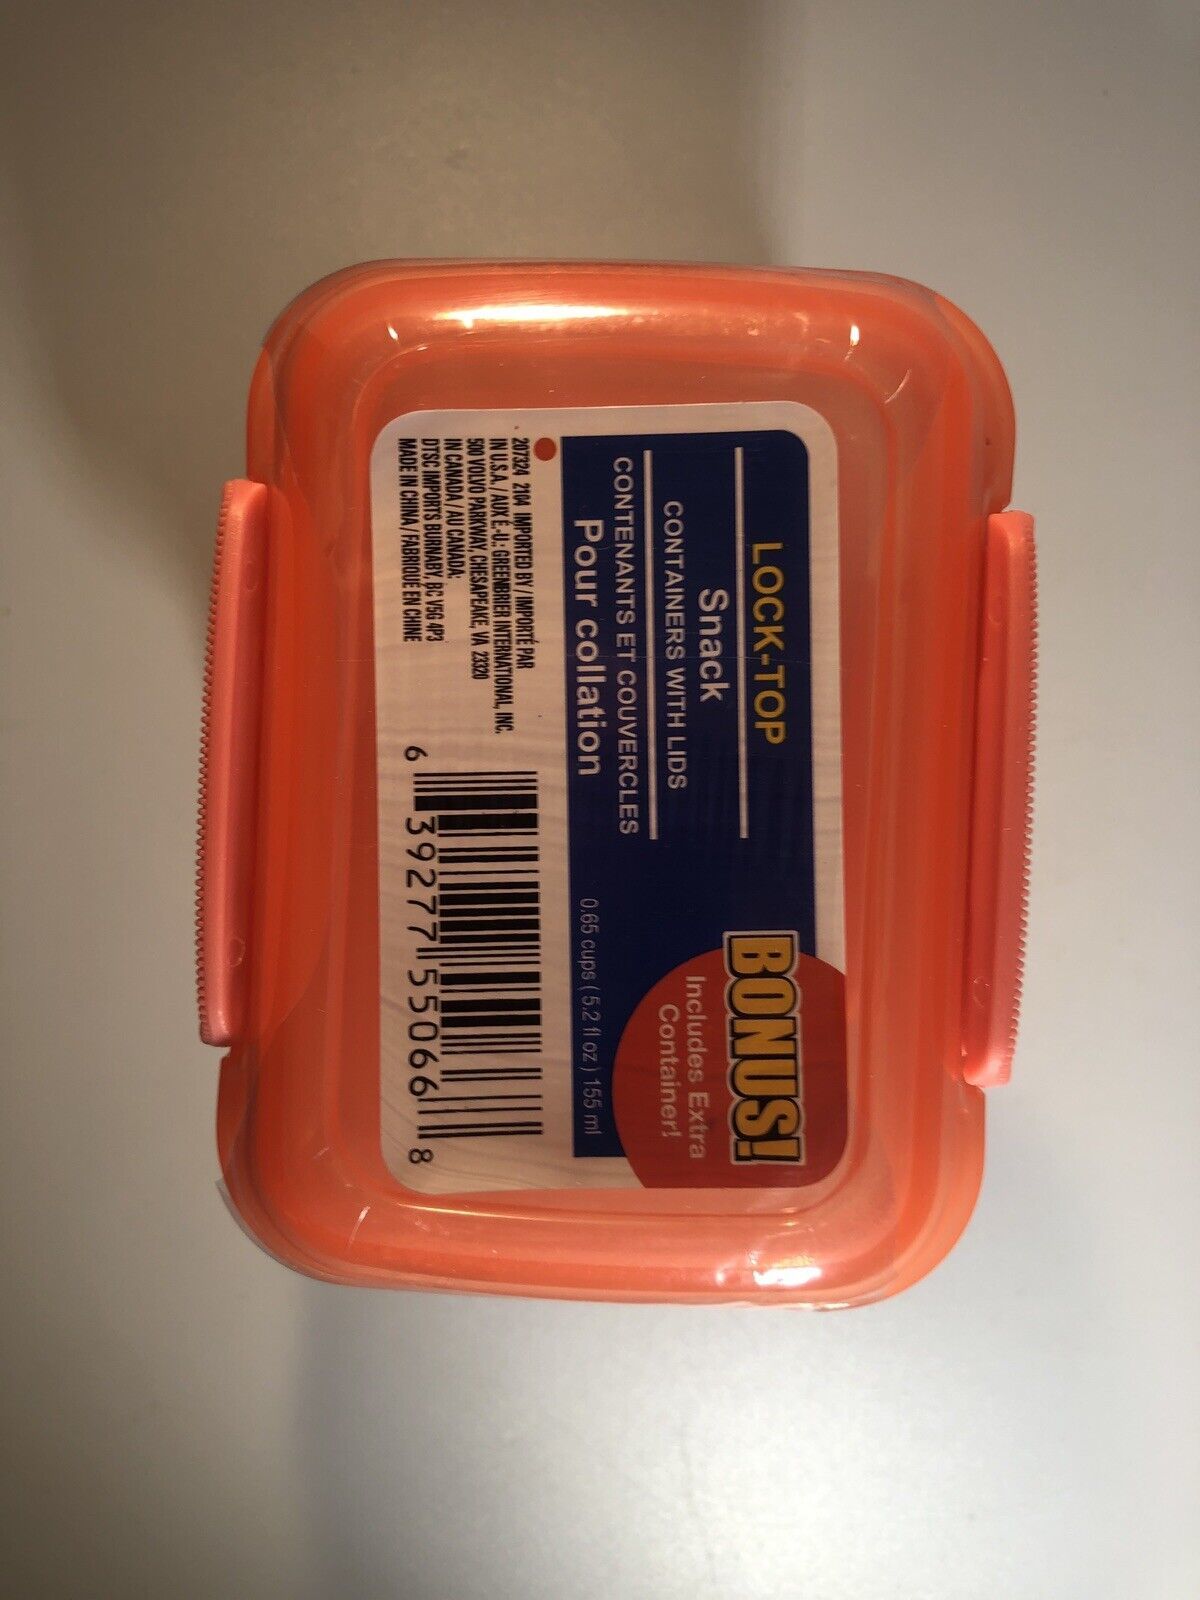 LOCK-TOP
Snack
CONTAINERS WITH LIDS
CONTENANTS ET COUVERCLES
Pour collation
BONUS!
Includes Extra
Container!
0.65 cups ( 5.2 fl oz ) 155 ml
207324 2104 IMPORTED BY / IMPORTÉ PAR
IN U.S.A. / AUX É.-U.: GREENBRIER INTERNATIONAL, INC.
500 VOLVO PARKWAY, CHESAPEAKE, VA 23320
IN CANADA / AU CANADA:
DTSC IMPORTS BURNABY, BC V5G 4P3
MADE IN CHINA / FABRIQUÉ EN CHINE
6 39277 55066 8